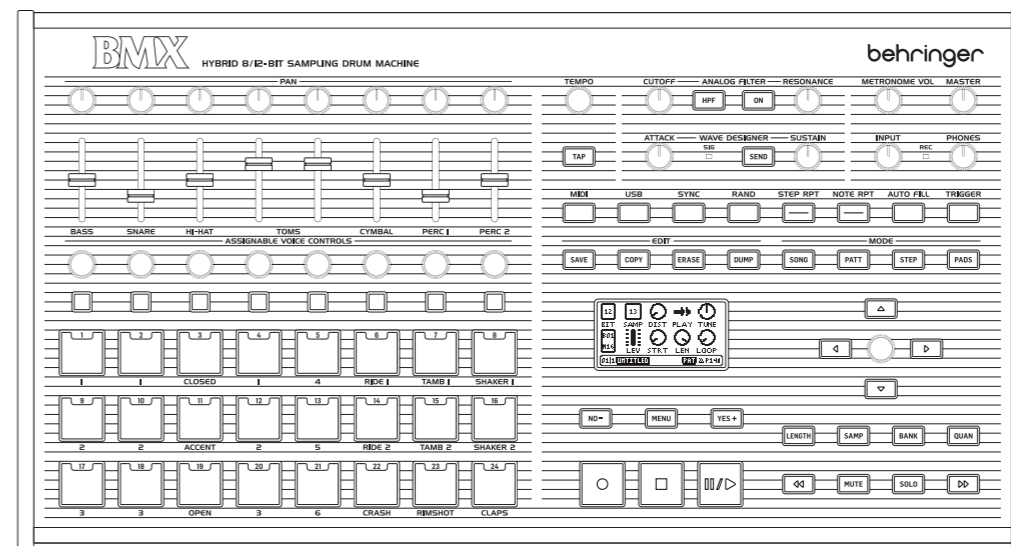 BMX HYBRID 8/12-BIT SAMPLING DRUM MACHINE behringer
PAN TEMPO CUTOFF ANALOG FILTER RESONANCE METRONOME VOL MASTER
HPF ON
ATTACK WAVE DESIGNER SUSTAIN INPUT PHONES
SIG REC
TAP SEND
MIDI USB SYNC RAND STEP RPT NOTE RPT AUTO FILL TRIGGER
BASS SNARE HI-HAT TOMS CYMBAL PERC 1 PERC 2
ASSIGNABLE VOICE CONTROLS EDIT MODE
SAVE COPY ERASE DUMP SONG PATT STEP PADS
12 13
BIT SAMP DIST PLAY TUNE
B01
M16
LEV STRT LEN LOOP
01|1 UNTITLED PAT
1 2 3 4 5 6 7 8
1 1 CLOSED 1 4 RIDE 1 TAMB 1 SHAKER 1
9 10 11 12 13 14 15 16
NO- MENU YES+
LENGTH SAMP BANK QUAN
2 2 ACCENT 2 5 RIDE 2 TAMB 2 SHAKER 2
17 18 19 20 21 22 23 24
MUTE SOLO
3 3 OPEN 3 6 CRASH RIMSHOT CLAPS